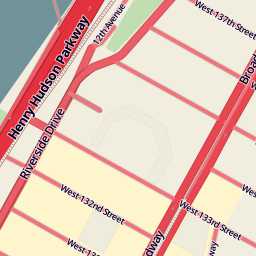 West 137th Street
12th Avenue
Henry Hudson Parkway
Riverside Drive
West 132nd Street
West 133rd Street